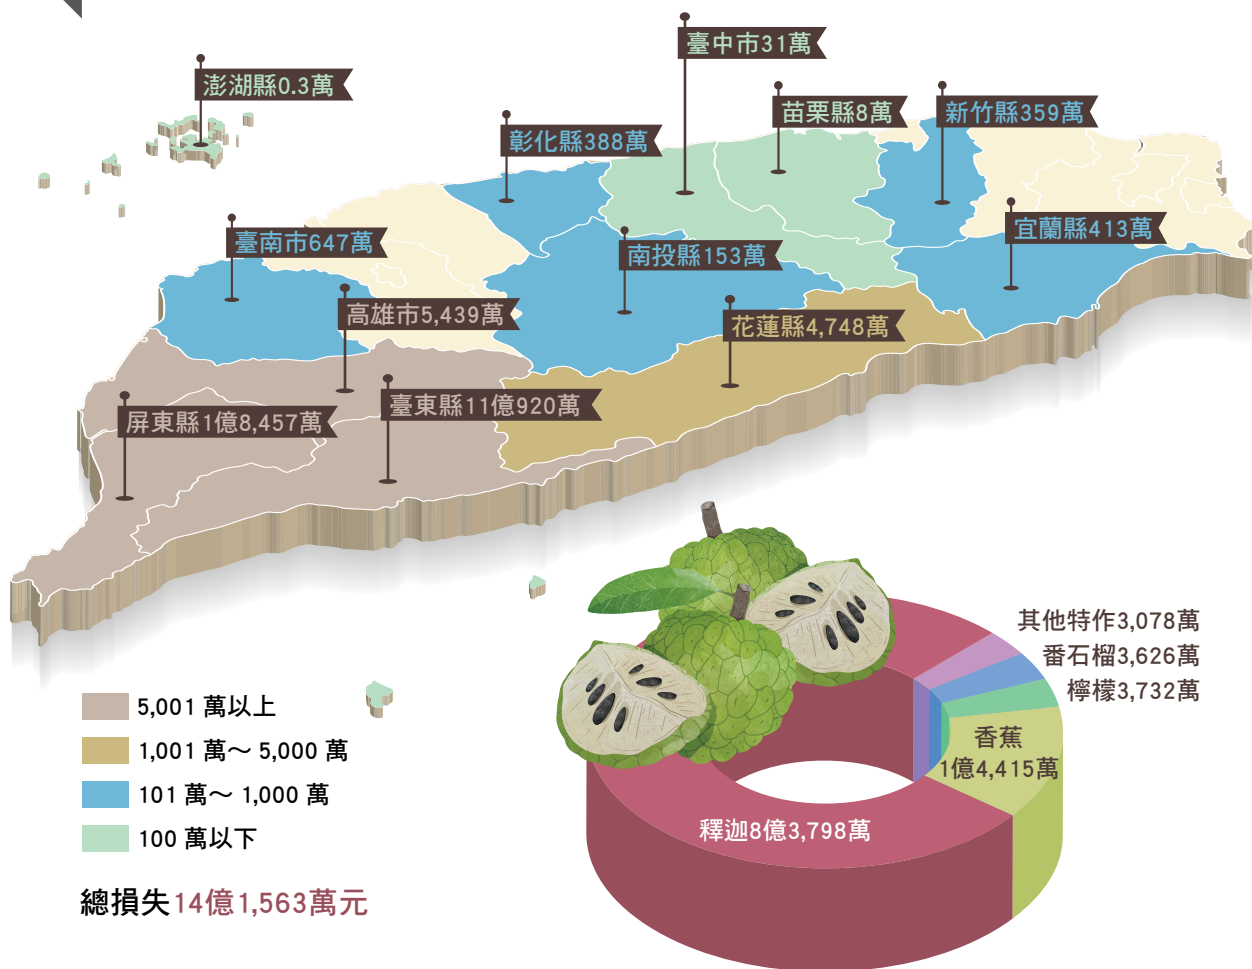 臺中市31萬
澎湖縣0.3萬
苗栗縣8萬
新竹縣359萬
彰化縣388萬
臺南市647萬
南投縣153萬
宜蘭縣413萬
高雄市5,439萬
花蓮縣4,748萬
屏東縣1億8,457萬
臺東縣11億920萬
其他特作3,078萬
番石榴3,626萬
檸檬3,732萬
香蕉
1億4,415萬
釋迦8億3,798萬
5,001 萬以上
1,001 萬～ 5,000 萬
101 萬～ 1,000 萬
100 萬以下
總損失14億1,563萬元